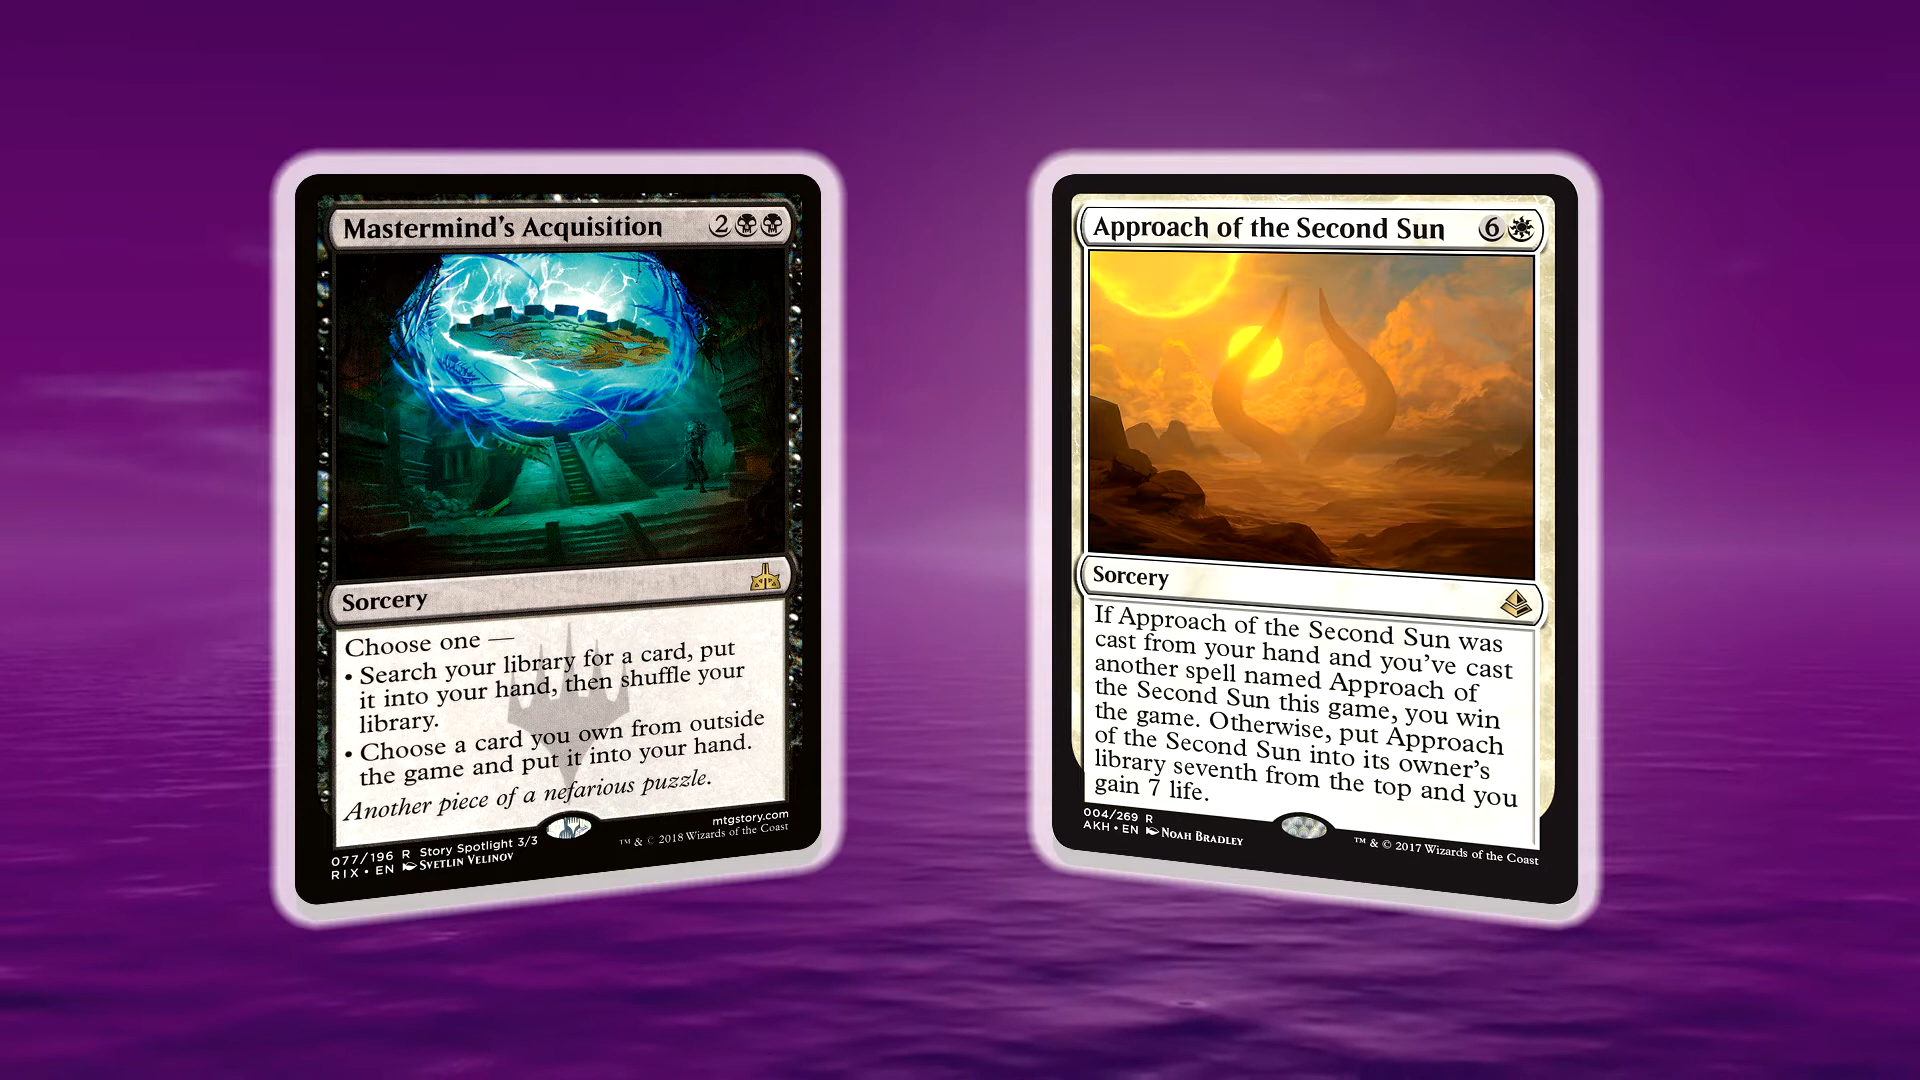 Mastermind's Acquisition 2
Sorcery
Choose one —
• Search your library for a card, put
it into your hand, then shuffle your
library.
• Choose a card you own from outside
the game and put it into your hand.
Another piece of a nefarious puzzle.
077/196 R Story Spotlight 3/3
RIX • EN Svetlin Velinov
mtgstory.com
™ & © 2018 Wizards of the Coast
Approach of the Second Sun 6
Sorcery
If Approach of the Second Sun was
cast from your hand and you've cast
another spell named Approach of
the Second Sun this game, you win
the game. Otherwise, put Approach
of the Second Sun into its owner's
library seventh from the top and you
gain 7 life.
004/269 R
AKH • EN Noah Bradley
™ & © 2017 Wizards of the Coast